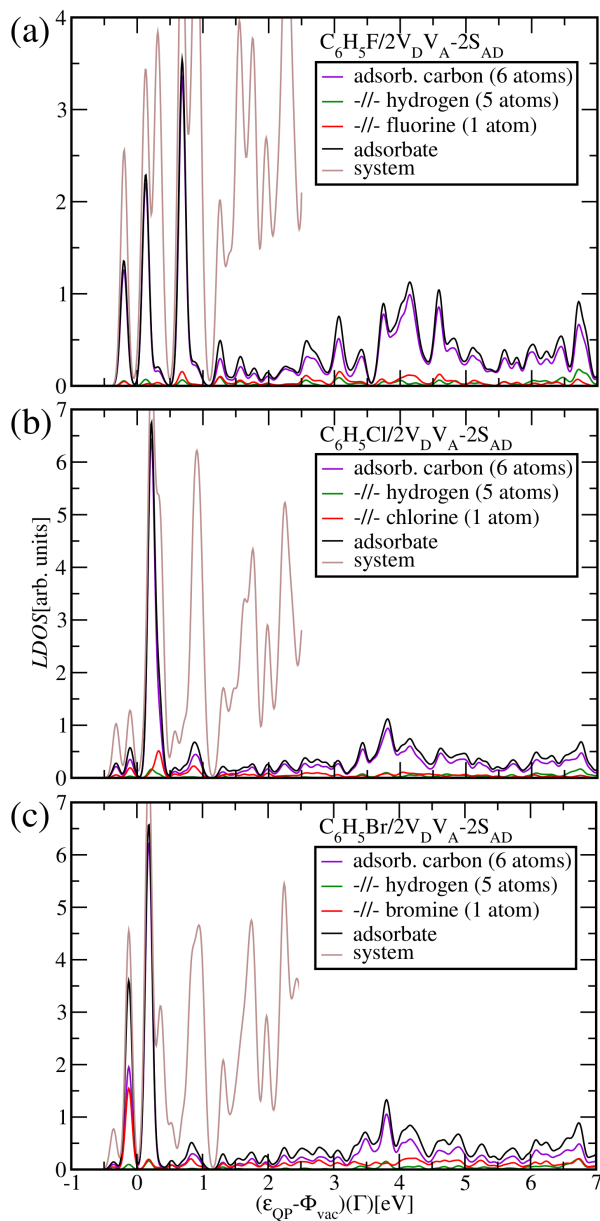 (a)
C6H5F/2VDVA-2SAD
adsorb. carbon (6 atoms)
-//- hydrogen (5 atoms)
-//- fluorine (1 atom)
adsorbate
system
4
3
2
1
0
(b)
C6H5Cl/2VDVA-2SAD
adsorb. carbon (6 atoms)
-//- hydrogen (5 atoms)
-//- chlorine (1 atom)
adsorbate
system
7
6
5
4
3
2
1
0
LDOS[arb. units]
(c)
C6H5Br/2VDVA-2SAD
adsorb. carbon (6 atoms)
-//- hydrogen (5 atoms)
-//- bromine (1 atom)
adsorbate
system
7
6
5
4
3
2
1
0
-1 0 1 2 3 4 5 6 7
(εQP-Φvac)(Γ)[eV]